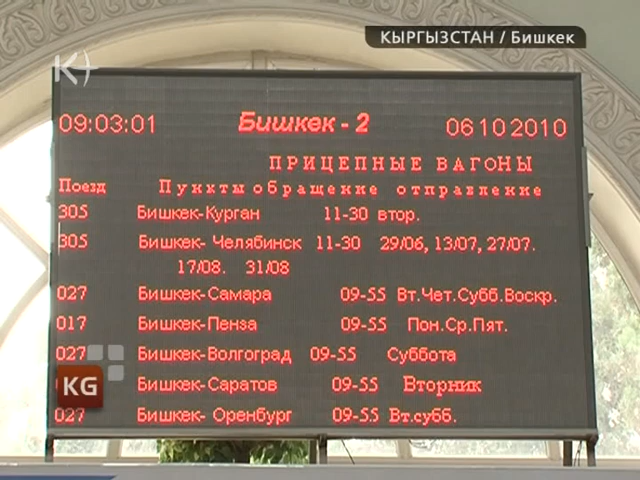 КЫРГЫЗСТАН / Бишкек
K
09:03:01 Бишкек - 2 06102010
ПРИЦЕПНЫЕ ВАГОНЫ
Поезд Пункты обращение отправление
305 Бишкек-Курган 11-30 втор.
305 Бишкек- Челябинск 11-30 29/06, 13/07, 27/07.
17/08. 31/08
027 Бишкек-Самара 09-55 Вт.Чет.Субб.Воскр.
017 Бишкек-Пенза 09-55 Пон.Ср.Пят.
027 Бишкек-Волгоград 09-55 Суббота
Бишкек-Саратов 09-55 Вторник
027 Бишкек- Оренбург 09-55 Вт.субб.
KG